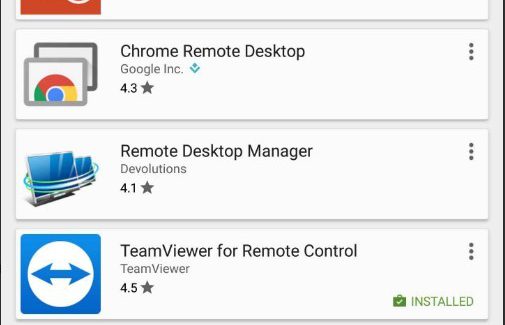 Chrome Remote Desktop
Google Inc.
4.3
Remote Desktop Manager
Devolutions
4.1
TeamViewer for Remote Control
TeamViewer
4.5
INSTALLED